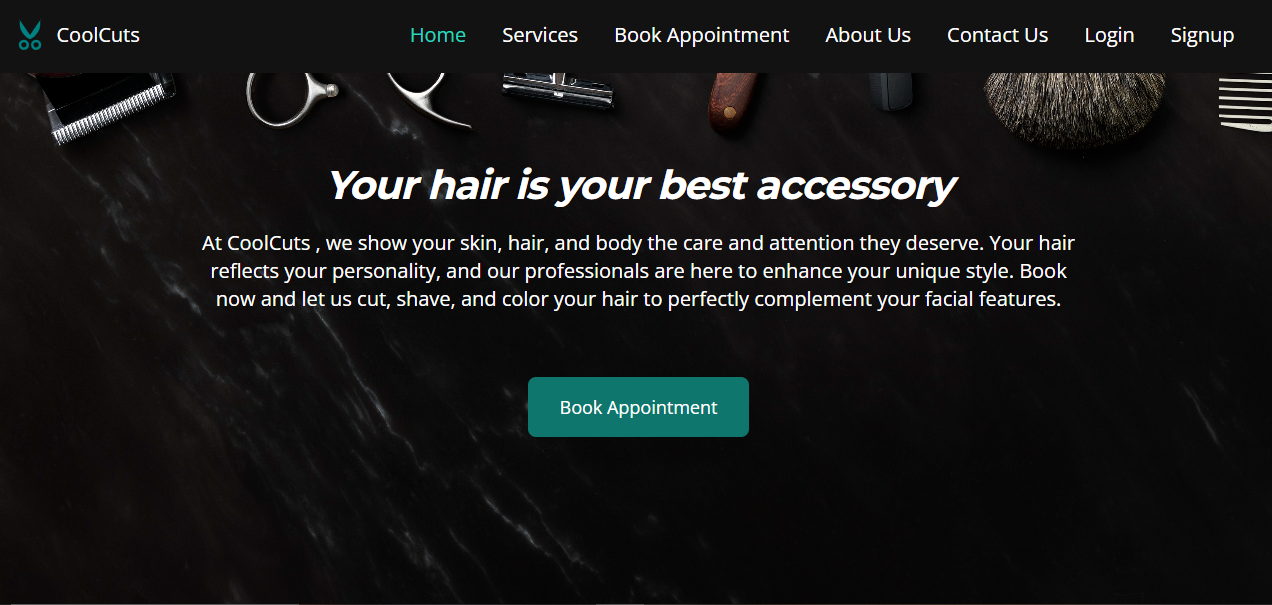 CoolCuts
Home Services Book Appointment About Us Contact Us Login Signup
Your hair is your best accessory
At CoolCuts , we show your skin, hair, and body the care and attention they deserve. Your hair
reflects your personality, and our professionals are here to enhance your unique style. Book
now and let us cut, shave, and color your hair to perfectly complement your facial features.
Book Appointment